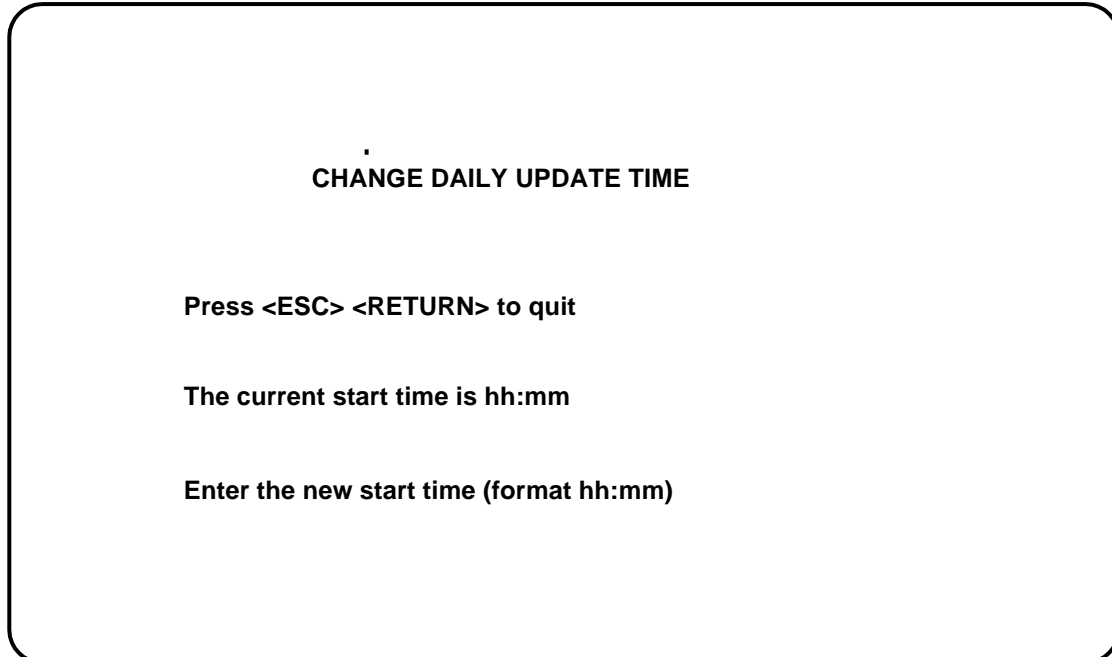 CHANGE DAILY UPDATE TIME
Press <ESC> <RETURN> to quit
The current start time is hh:mm
Enter the new start time (format hh:mm)